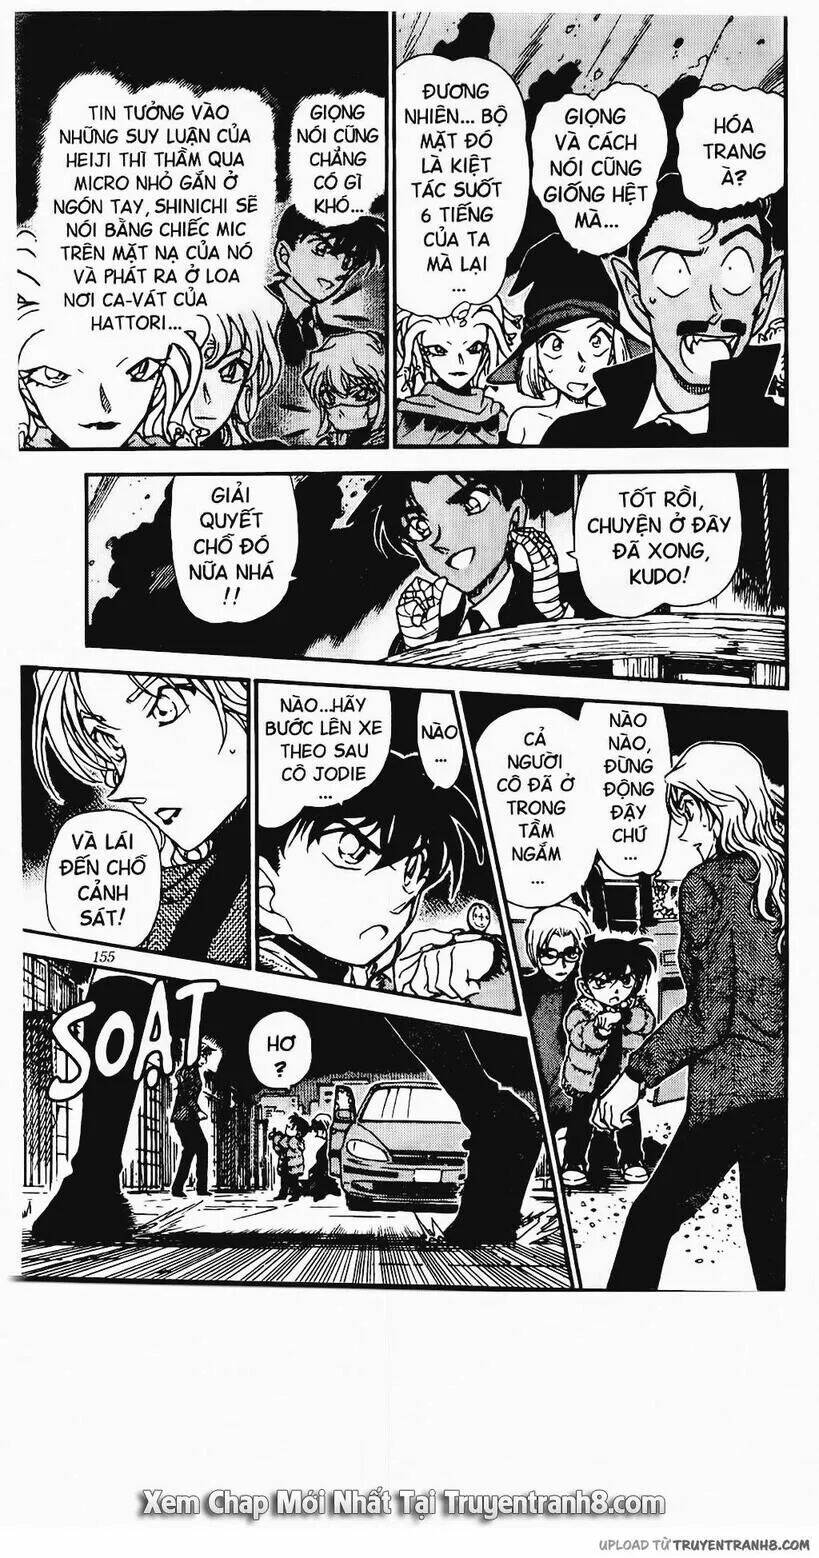 HÓA
TRANG
À?
GIỌNG
VÀ CÁCH
NÓI CŨNG
GIỐNG HỆT
MÀ...
ĐƯƠNG
NHIÊN... BỘ
MẶT ĐÓ
LÀ KIỆT
TÁC SUỐT
6 TIẾNG
CỦA TA
MÀ LẠI
...
GIỌNG
NÓI CŨNG
CHẲNG
CÓ GÌ
KHÓ...
TIN TƯỞNG VÀO
NHỮNG SUY LUẬN CỦA
HEIJI THÌ THẦM QUA
MICRO NHỎ GẮN Ở
NGÓN TAY, SHINICHI SẼ
NÓI BẰNG CHIẾC MIC
TRÊN MẶT NẠ CỦA NÓ
VÀ PHÁT RA Ở LOA
NƠI CA-VÁT CỦA
HATTORI...
TỐT RỒI,
CHUYỆN Ở ĐÂY
ĐÃ XONG,
KUDO!
GIẢI
QUYẾT
CHỖ ĐÓ
NỮA NHÁ
!!
NÀO
NÀO,
ĐỪNG
ĐỘNG
ĐẬY
CHỨ
...
CẢ
NGƯỜI
CÔ ĐÃ Ở
TRONG
TẦM
NGẮM
...
NÀO
...
NÀO...HÃY
BƯỚC LÊN XE
THEO SAU
CÔ JODIE
...
VÀ LÁI
ĐẾN CHỖ
CẢNH
SÁT!
155
SOẠT
HƠ
?
Xem Chap Mới Nhất Tại Truyentranh8.com
UPLOAD TỪ TRUYENTRANH8.COM